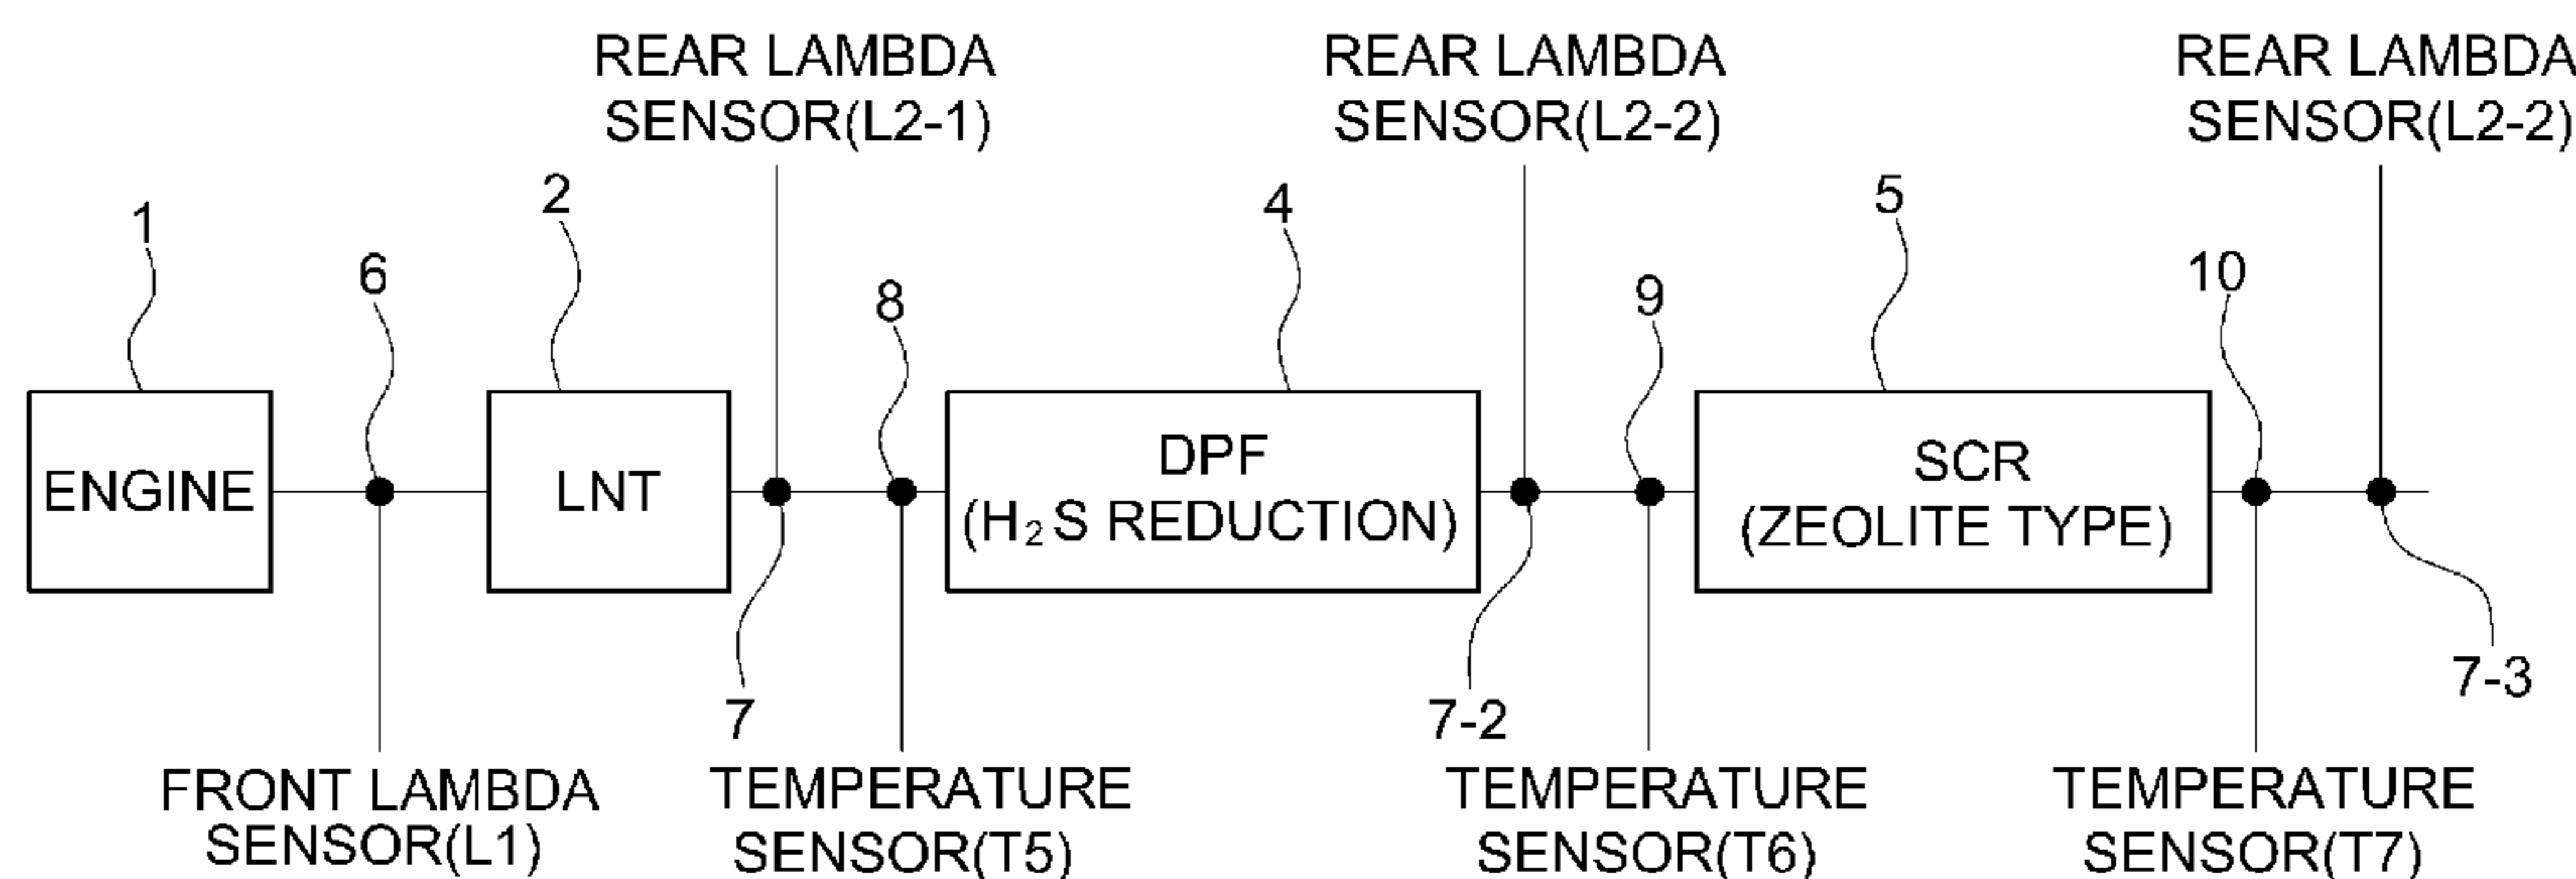 REAR LAMBDA
SENSOR(L2-1)
REAR LAMBDA
SENSOR(L2-2)
REAR LAMBDA
SENSOR(L2-2)
1
6
2
8
4
9
5
10
ENGINE
LNT
DPF
(H₂S REDUCTION)
SCR
(ZEOLITE TYPE)
7
7-2
7-3
FRONT LAMBDA
SENSOR(L1)
TEMPERATURE
SENSOR(T5)
TEMPERATURE
SENSOR(T6)
TEMPERATURE
SENSOR(T7)